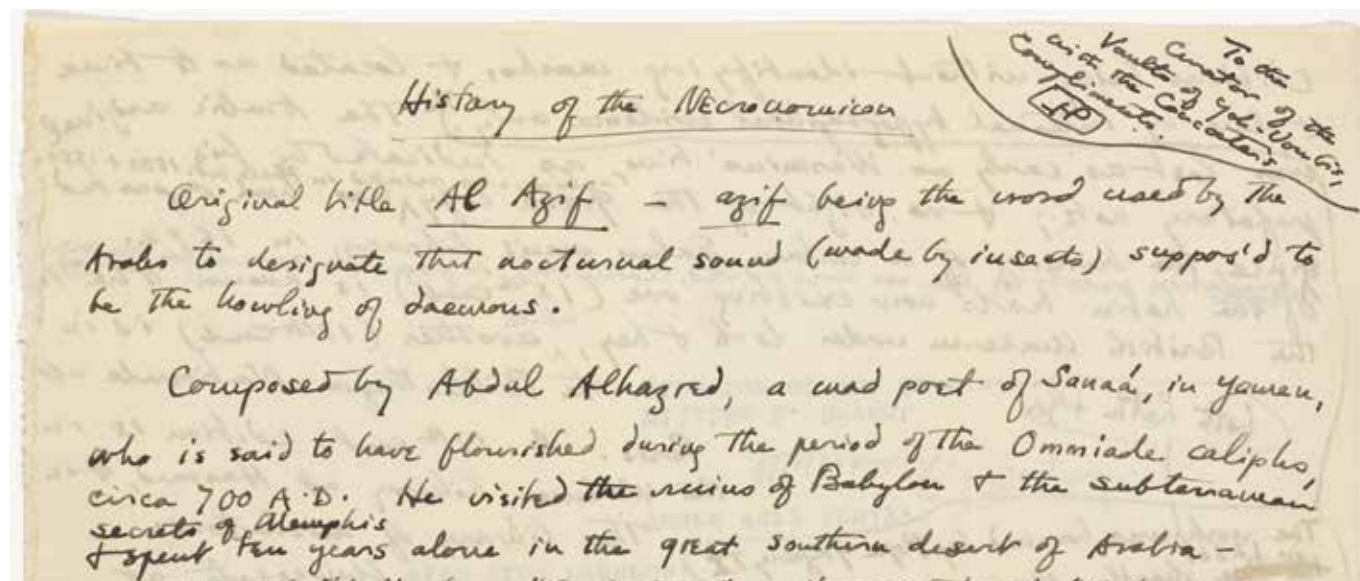 History of the Necronomicon
To the
Curator of the
Vaults of Yoh-Vombis,
with the Concoctor's
Compliments.
Original title Al Azif — azif being the word used by the
Arabs to designate that nocturnal sound (made by insects) suppos'd to
be the howling of daemons.
Composed by Abdul Alhazred, a mad poet of Sanaá, in Yemen,
who is said to have flourished during the period of the Ommiade caliphs,
circa 700 A.D. He visited the ruins of Babylon & the subterranean
secrets of Memphis
& spent ten years alone in the great southern desert of Arabia —